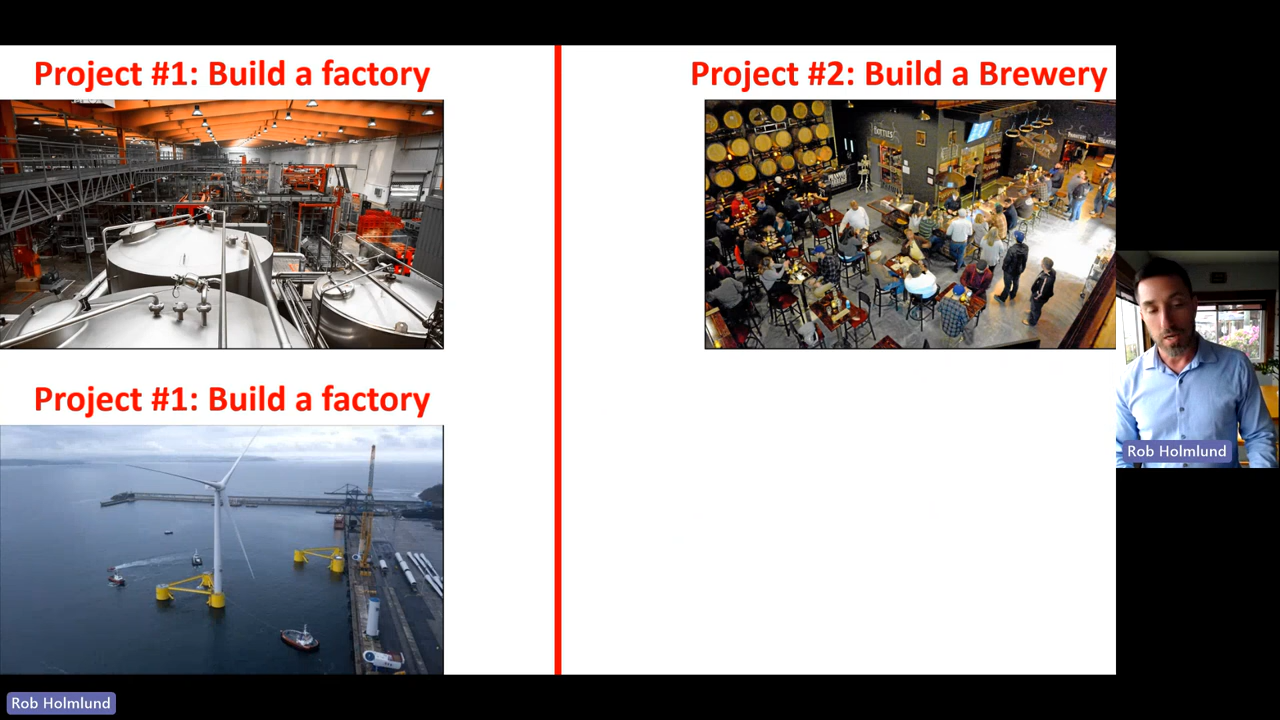 Project #1: Build a factory
Project #2: Build a Brewery
Project #1: Build a factory
Rob Holmlund
Rob Holmlund